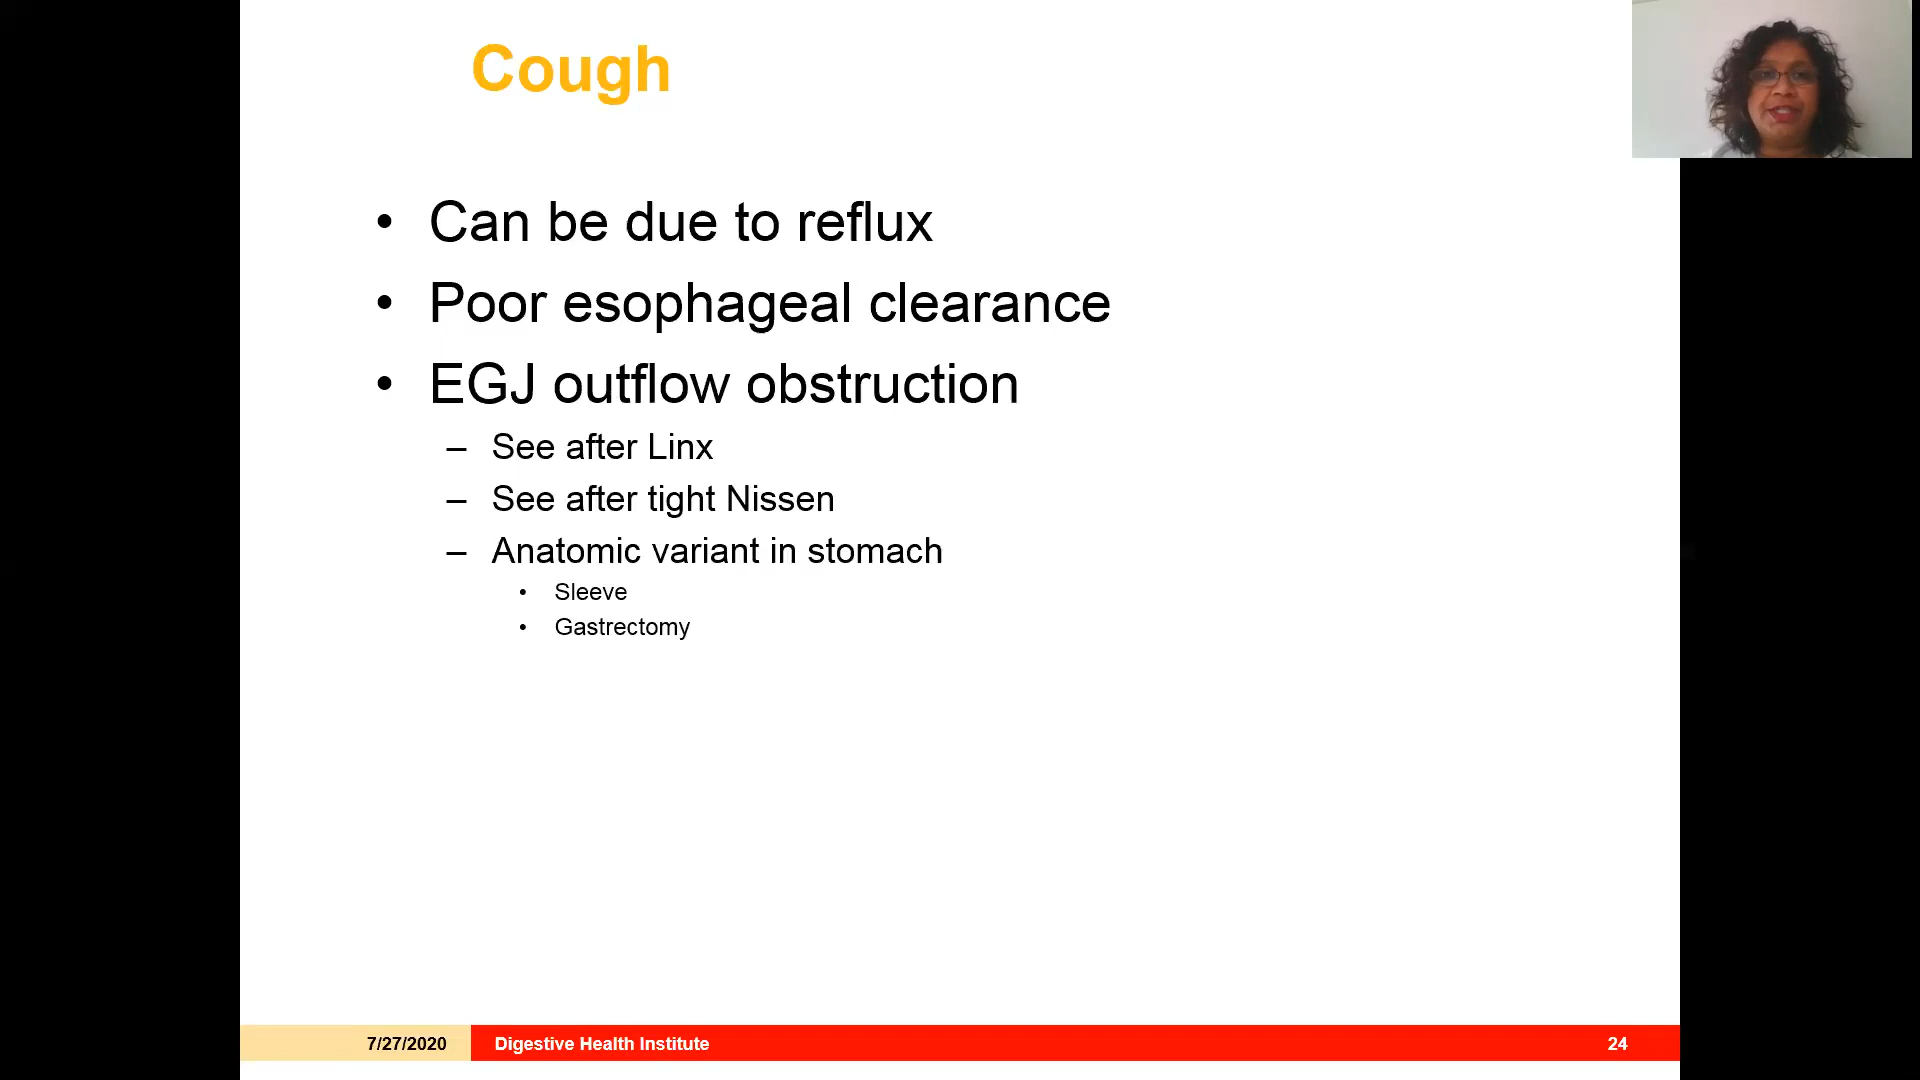 Cough
• Can be due to reflux
• Poor esophageal clearance
• EGJ outflow obstruction
– See after Linx
– See after tight Nissen
– Anatomic variant in stomach
• Sleeve
• Gastrectomy
7/27/2020 Digestive Health Institute 24